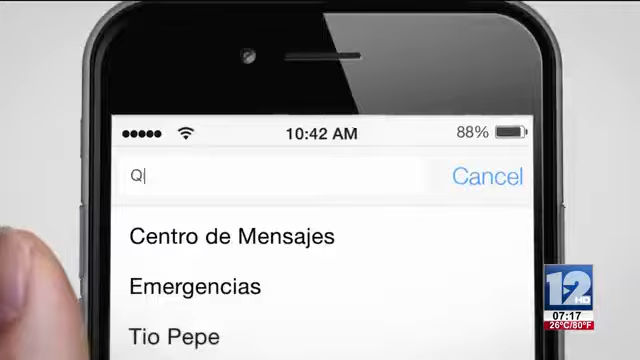 10:42 AM
88%
Q
Cancel
Centro de Mensajes
Emergencias
Tio Pepe
12
HD
07:17
26°C/80°F